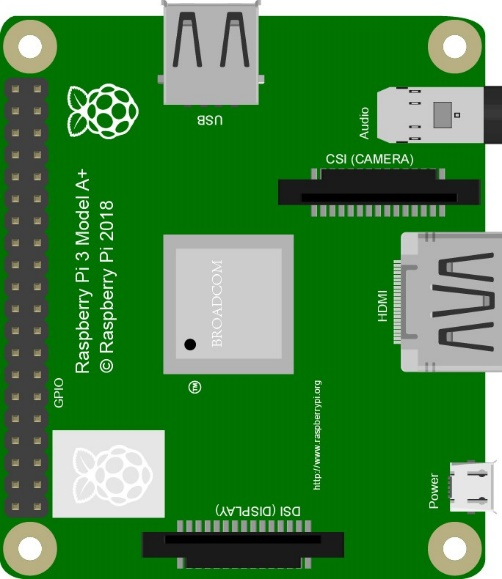 USB
Audio
CSI (CAMERA)
Raspberry Pi 3 Model A+
© Raspberry Pi 2018
BROADCOM
HDMI
GPIO
TM
http://www.raspberrypi.org
Power
DSI (DISPLAY)